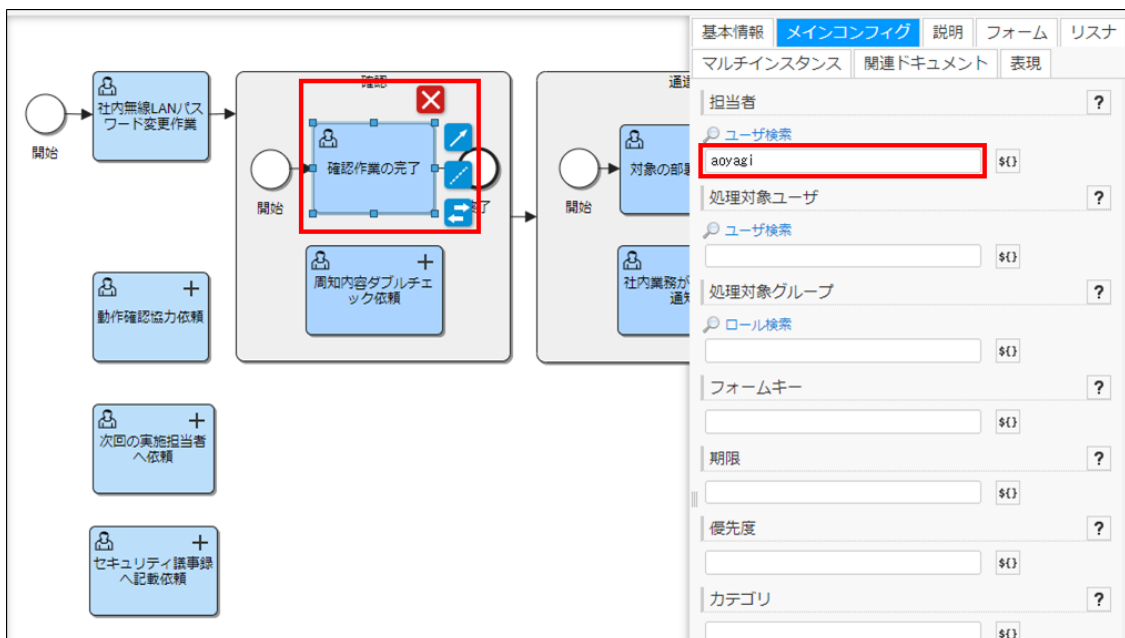 確認
通達
社内無線LANパス
ワード変更作業
開始
確認作業の完了
開始
了
周知内容ダブルチェ
ック依頼
対象の部署
開始
社内業務が
通知
動作確認協力依頼
次回の実施担当者
へ依頼
セキュリティ議事録
へ記載依頼
基本情報
メインコンフィグ
説明
フォーム
リスナ
マルチインスタンス
関連ドキュメント
表現
担当者
?
ユーザ検索
aoyagi
${}
処理対象ユーザ
?
ユーザ検索
${}
処理対象グループ
?
ロール検索
${}
フォームキー
?
${}
期限
?
${}
優先度
?
${}
カテゴリ
?
${}